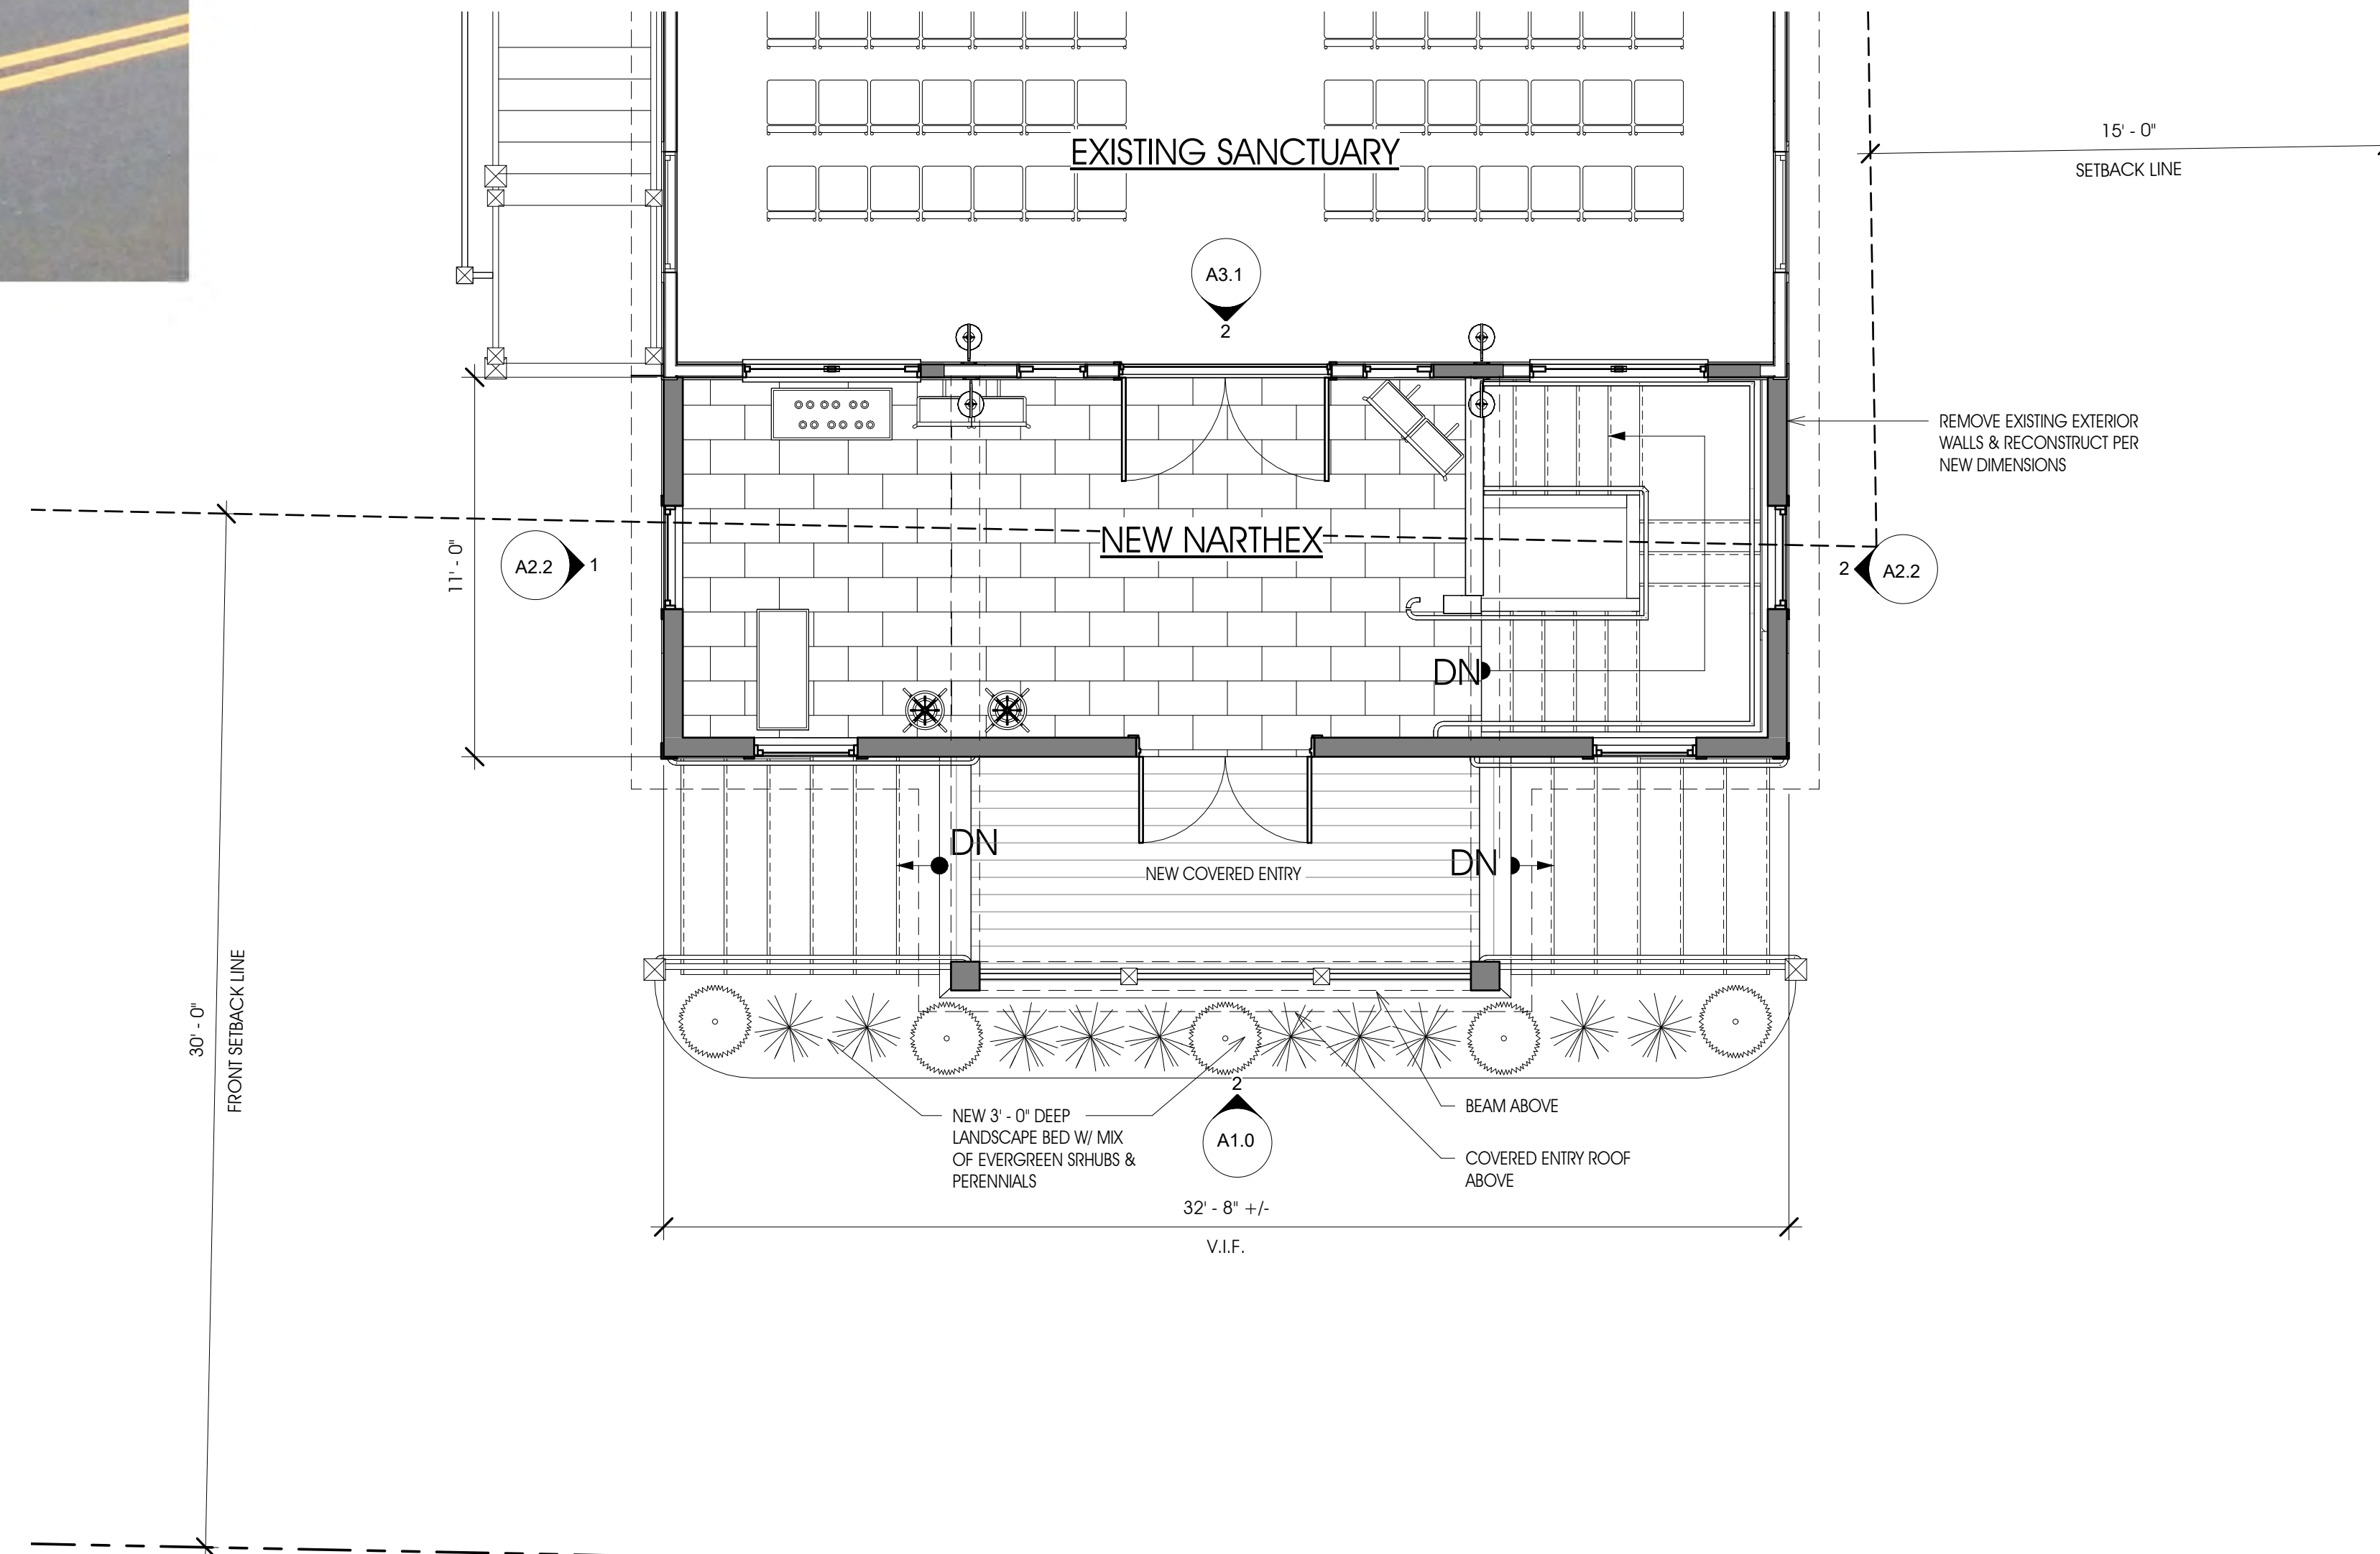 15' - 0"
SETBACK LINE
EXISTING SANCTUARY
A3.1
2
REMOVE EXISTING EXTERIOR
WALLS & RECONSTRUCT PER
NEW DIMENSIONS
11' - 0"
A2.2
1
NEW NARTHEX
2
A2.2
DN
DN
DN
NEW COVERED ENTRY
30' - 0"
FRONT SETBACK LINE
2
A1.0
NEW 3' - 0" DEEP
LANDSCAPE BED W/ MIX
OF EVERGREEN SRHUBS &
PERENNIALS
BEAM ABOVE
COVERED ENTRY ROOF
ABOVE
32' - 8" +/-
V.I.F.